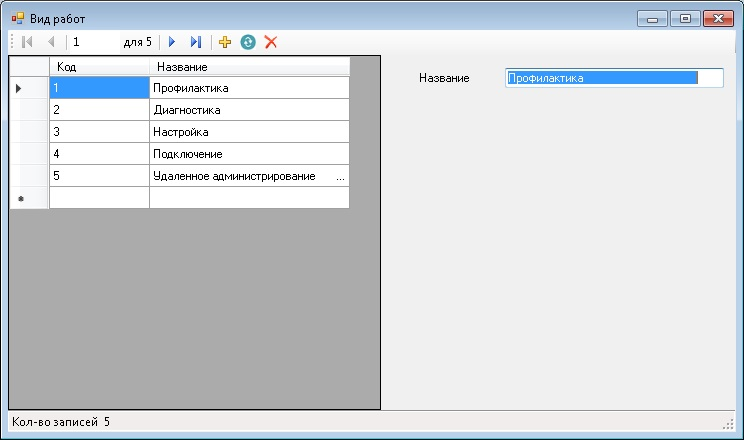 Вид работ
1 для 5
Код Название
1 Профилактика
2 Диагностика
3 Настройка
4 Подключение
5 Удаленное администрирование ...
Название Профилактика
Кол-во записей 5